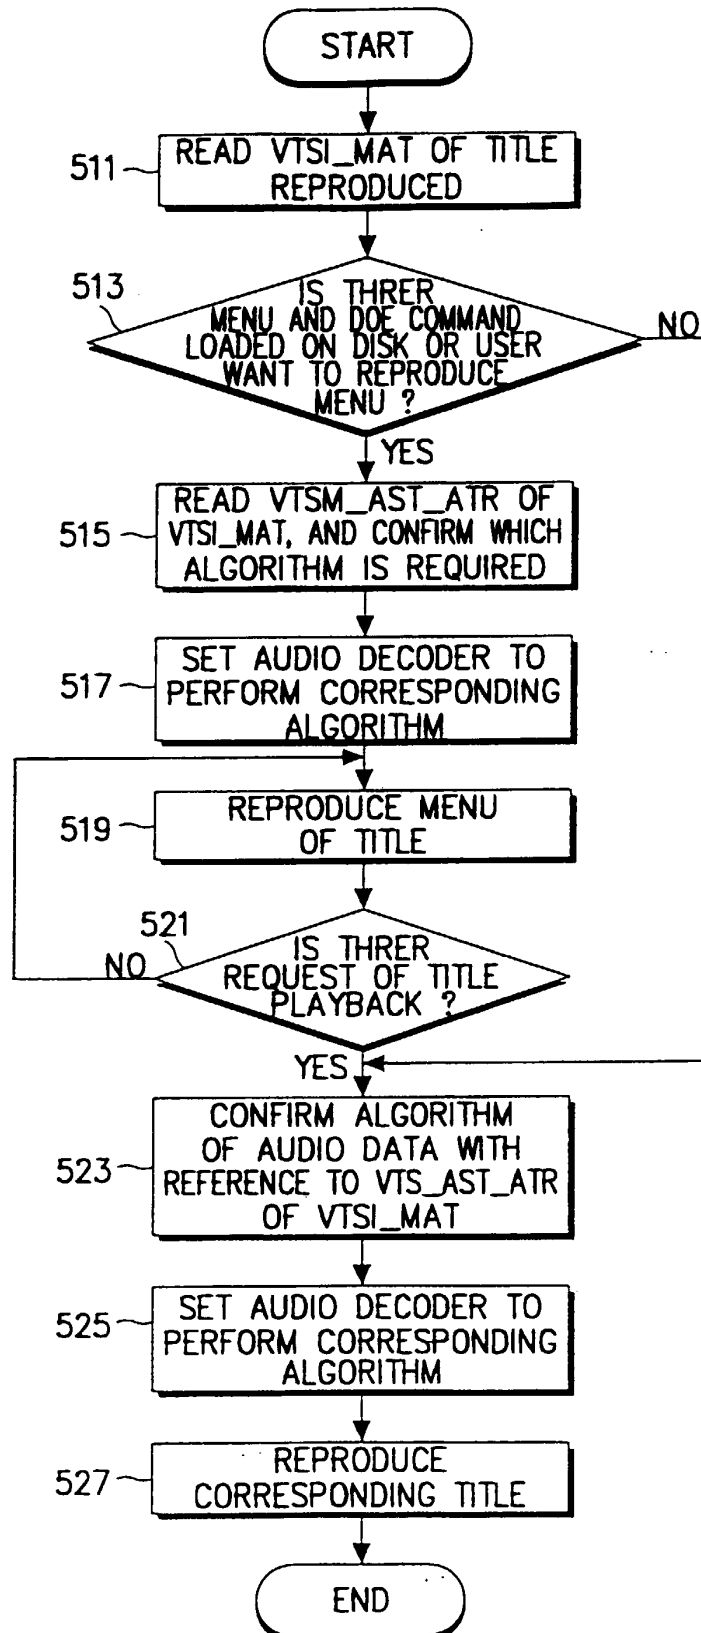 START
511
READ VTSI_MAT OF TITLE
REPRODUCED
513
IS THRER
MENU AND DOE COMMAND
LOADED ON DISK OR USER
WANT TO REPRODUCE
MENU ?
NO
YES
515
READ VTSM_AST_ATR OF
VTSI_MAT, AND CONFIRM WHICH
ALGORITHM IS REQUIRED
517
SET AUDIO DECODER TO
PERFORM CORRESPONDING
ALGORITHM
519
REPRODUCE MENU
OF TITLE
521
IS THRER
REQUEST OF TITLE
PLAYBACK ?
NO
YES
523
CONFIRM ALGORITHM
OF AUDIO DATA WITH
REFERENCE TO VTS_AST_ATR
OF VTSI_MAT
525
SET AUDIO DECODER TO
PERFORM CORRESPONDING
ALGORITHM
527
REPRODUCE
CORRESPONDING TITLE
END